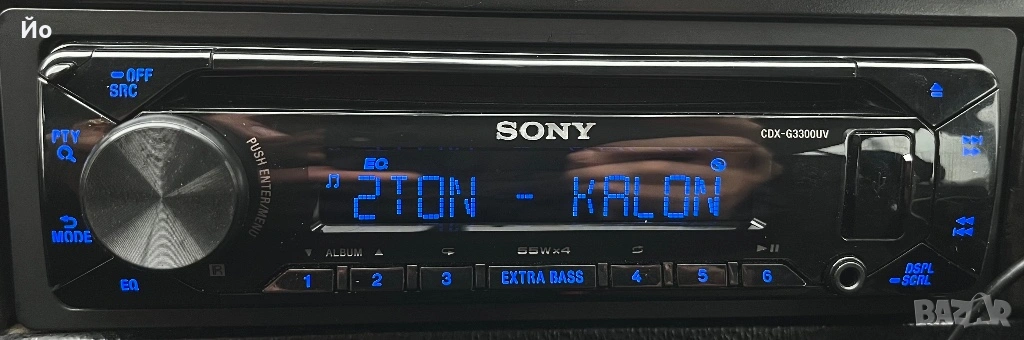 Йо
OFF
SRC
SONY
CDX-G3300UV
PTY
PUSH ENTER/MENU
EQ
2TON - KALON
MODE
ALBUM
55W×4
EQ
1
2
3
EXTRA BASS
4
5
6
DSPL
SCRL
BAZAR